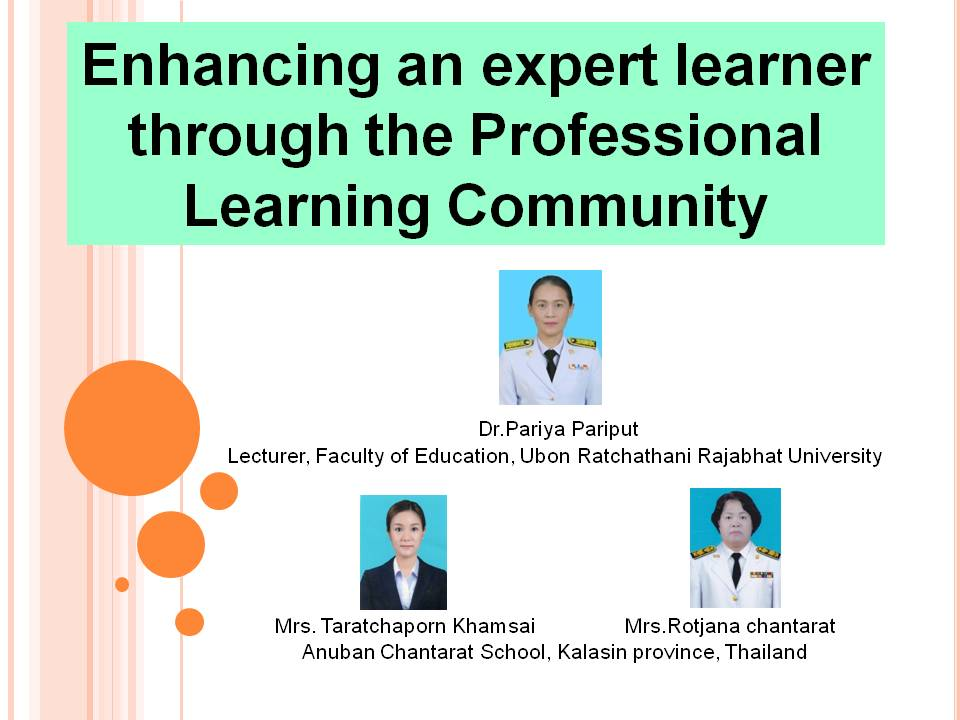 Enhancing an expert learner
through the Professional
Learning Community
Dr.Pariya Pariput
Lecturer, Faculty of Education, Ubon Ratchathani Rajabhat University
Mrs. Taratchaporn Khamsai
Mrs.Rotjana chantarat
Anuban Chantarat School, Kalasin province, Thailand